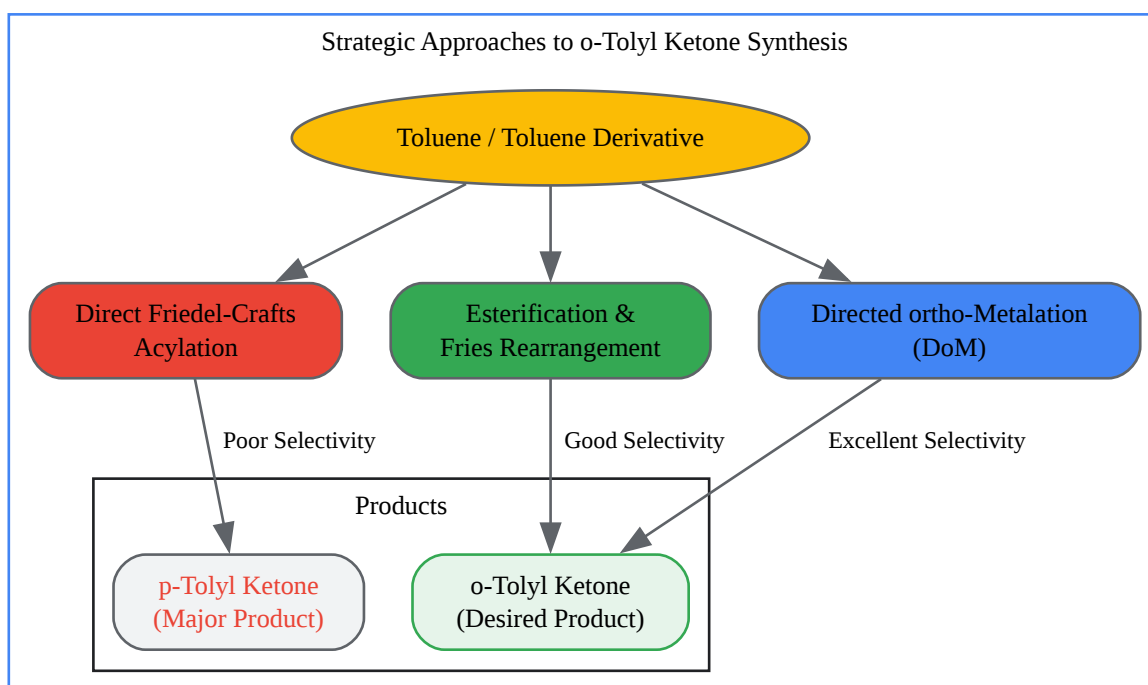 Strategic Approaches to o-Tolyl Ketone Synthesis
Toluene / Toluene Derivative
Direct Friedel-Crafts
Acylation
Esterification &
Fries Rearrangement
Directed ortho-Metalation
(DoM)
Poor Selectivity
Good Selectivity
Excellent Selectivity
Products
p-Tolyl Ketone
(Major Product)
o-Tolyl Ketone
(Desired Product)